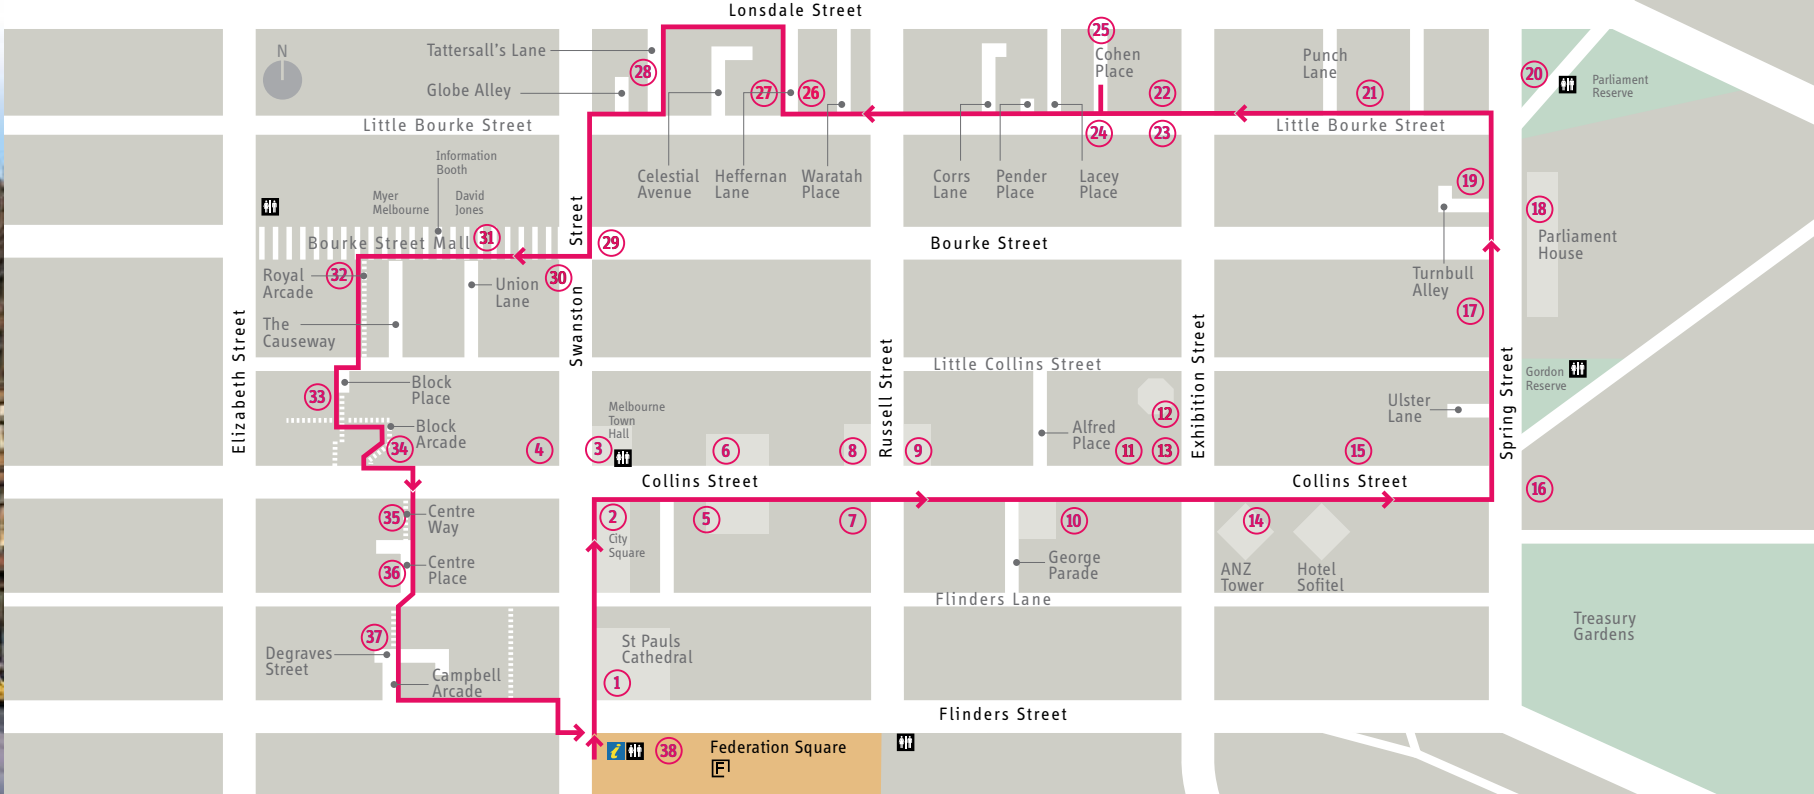 Lonsdale Street
N
Tattersall's Lane
Globe Alley
28
27
26
25
Cohen
Place
22
Punch
Lane
21
20
Parliament
Reserve
Little Bourke Street
24
23
Little Bourke Street
Information
Booth
Myer
Melbourne
David
Jones
Celestial
Avenue
Heffernan
Lane
Waratah
Place
Corrs
Lane
Pender
Place
Lacey
Place
19
18
Parliament
House
Bourke Street Mall
31
Street
29
Bourke Street
Royal
Arcade
32
Union
Lane
30
Turnbull
Alley
17
The
Causeway
Swanston
Elizabeth Street
Russell Street
Exhibition Street
Spring Street
Little Collins Street
Gordon
Reserve
33
Block
Place
Block
Arcade
34
4
Melbourne
Town
Hall
3
6
8
9
Alfred
Place
11
12
13
Ulster
Lane
15
Collins Street
Collins Street
16
35
Centre
Way
2
City
Square
5
7
10
14
36
Centre
Place
George
Parade
ANZ
Tower
Hotel
Sofitel
Flinders Lane
37
Degraves
Street
Campbell
Arcade
St Pauls
Cathedral
1
Treasury
Gardens
Flinders Street
i
38
Federation Square
F